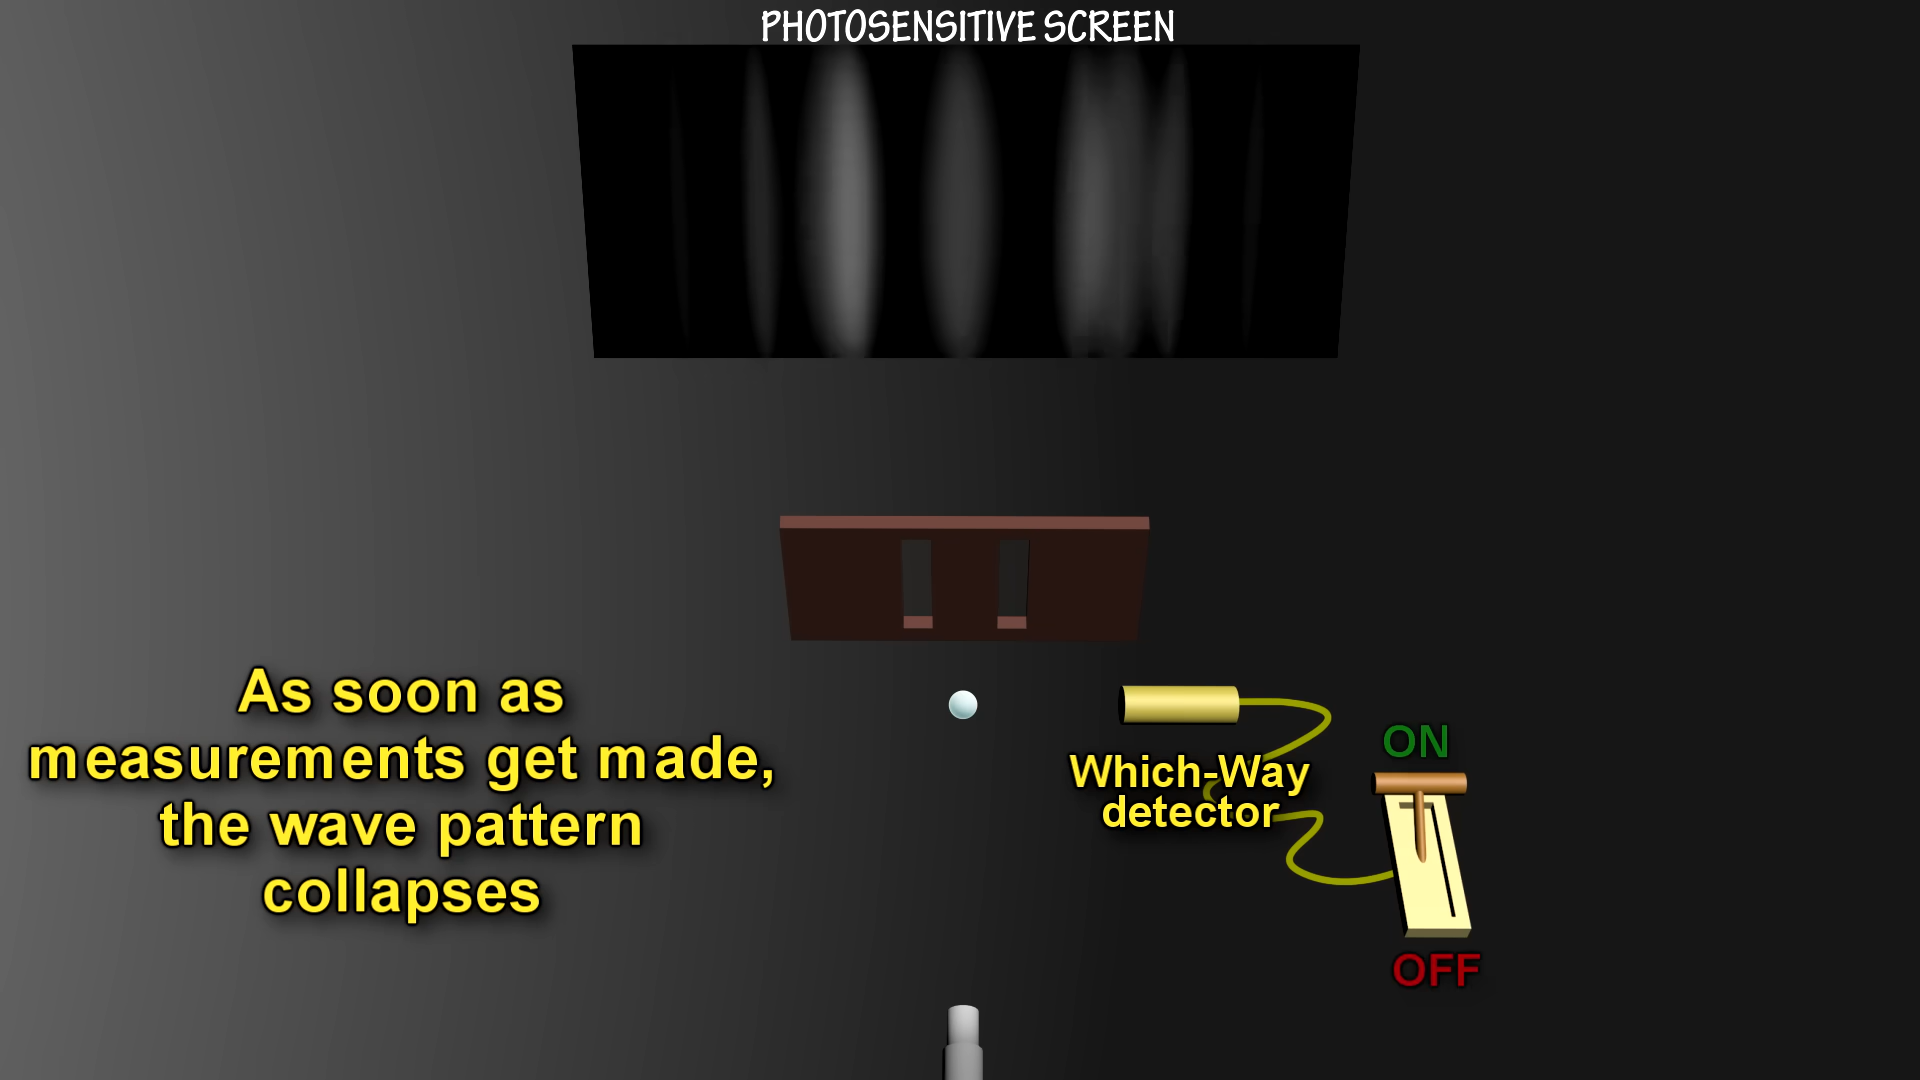 PHOTOSENSITIVE SCREEN
As soon as
measurements get made,
the wave pattern
collapses
Which-Way
detector
ON
OFF